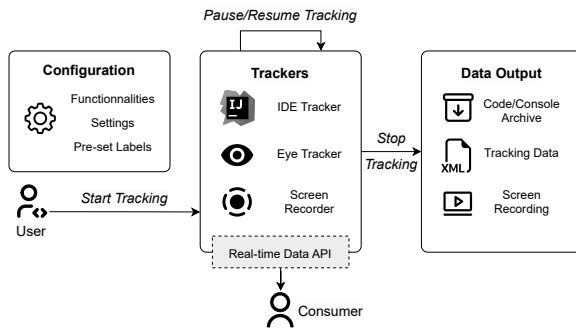 Pause/Resume Tracking
Configuration
Functionnalities
Settings
Pre-set Labels
Trackers
IJ
IDE Tracker
Eye Tracker
Screen
Recorder
Data Output
Code/Console
Archive
XML
Tracking Data
Screen
Recording
Stop
Tracking
Start Tracking
User
Real-time Data API
Consumer